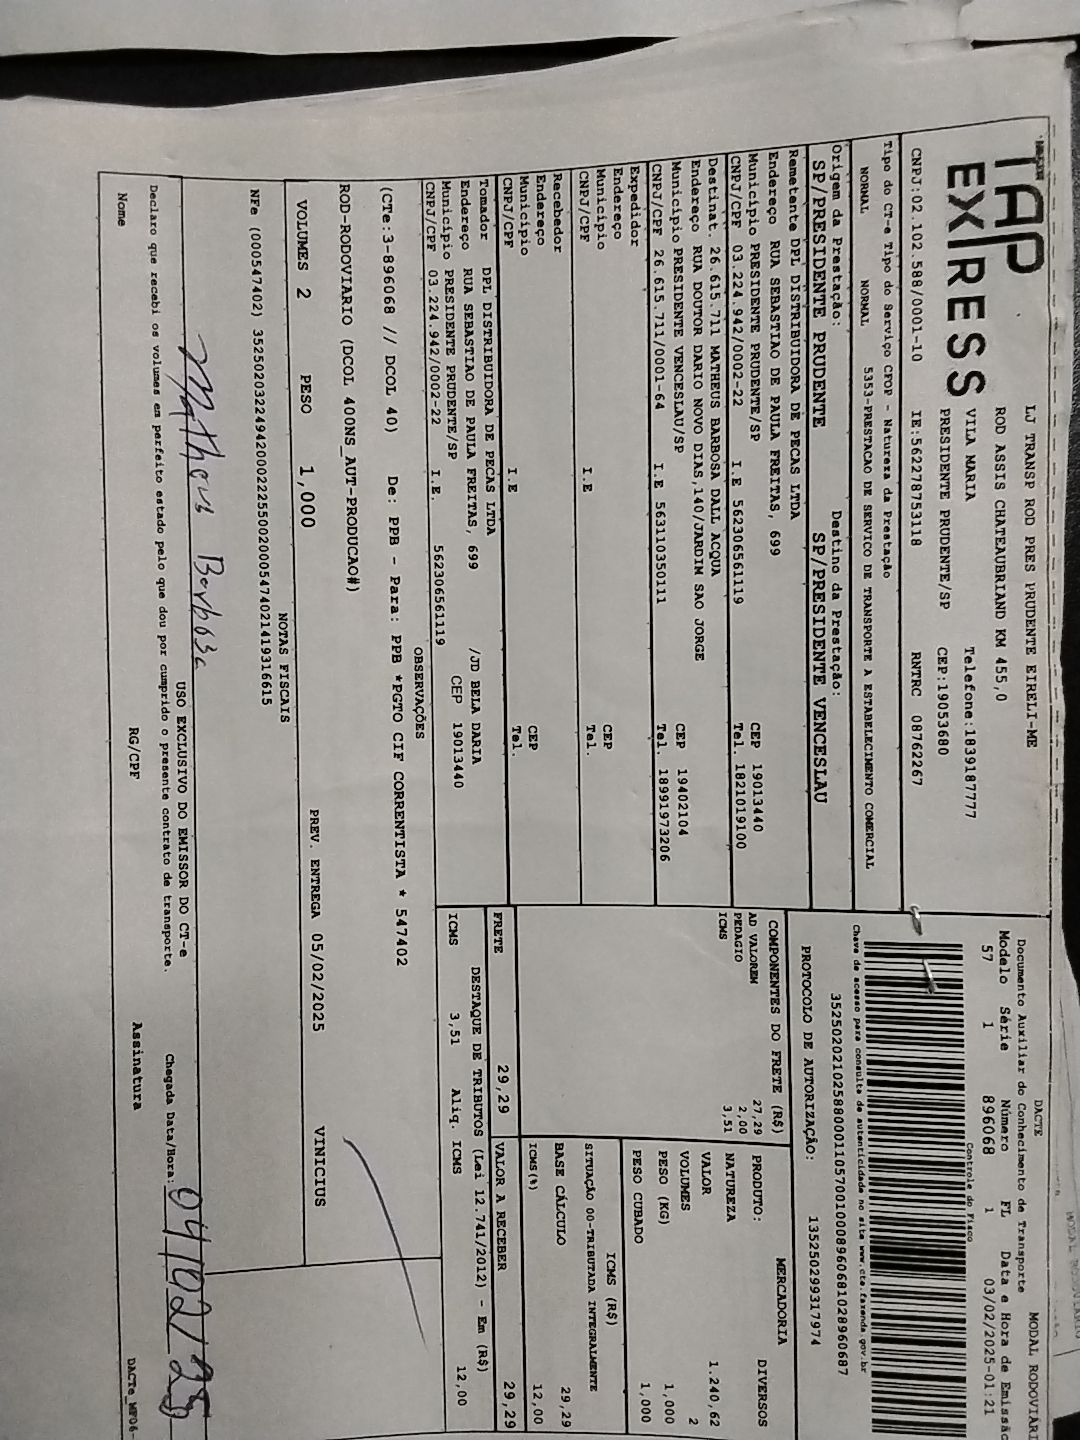 TAP
EXPRESS
LJ TRANSP ROD PRES PRUDENTE EIRELI-ME
ROD ASSIS CHATEAUBRIAND KM 455,0
VILA MARIA Telefone:1839187777
PRESIDENTE PRUDENTE/SP CEP:19053680
CNPJ:02.102.588/0001-10 IE:562278753118 RNTRC 08762267
DACTE MODAL RODOVIÁRI
Documento Auxiliar do Conhecimento de Transporte
Modelo Série Número FL Data e Hora de Emissão
57 1 896068 1 03/02/2025-01:21
Controle do Fisco
Chave de acesso para consulta de autenticidade no site www.cte.fazenda.gov.br
35250202102588000110570010008960681028960687
PROTOCOLO DE AUTORIZAÇÃO: 135250299317974
Tipo do CT-e Tipo do Serviço CFOP - Natureza da Prestação
NORMAL NORMAL 5353-PRESTACAO DE SERVICO DE TRANSPORTE A ESTABELECIMENTO COMERCIAL
Origem da Prestação: Destino da Prestação:
SP/PRESIDENTE PRUDENTE SP/PRESIDENTE VENCESLAU
Remetente DPL DISTRIBUIDORA DE PECAS LTDA
Endereço RUA SEBASTIAO DE PAULA FREITAS, 699 CEP 19013440
Município PRESIDENTE PRUDENTE/SP Tel. 1821019100
CNPJ/CPF 03.224.942/0002-22 I.E 562306561119
Destinat. 26.615.711 MATHEUS BARBOSA DALL ACQUA
Endereço RUA DOUTOR DARIO NOVO DIAS,140/JARDIM SAO JORGE
Município PRESIDENTE VENCESLAU/SP CEP 19402104
CNPJ/CPF 26.615.711/0001-64 I.E 563110350111 Tel. 18991973206
Expedidor
Endereço
Município CEP
CNPJ/CPF I.E Tel.
Recebedor
Endereço
Município CEP
CNPJ/CPF I.E Tel.
Tomador DPL DISTRIBUIDORA DE PECAS LTDA
Endereço RUA SEBASTIAO DE PAULA FREITAS, 699 /JD BELA DARIA
Município PRESIDENTE PRUDENTE/SP CEP 19013440
CNPJ/CPF 03.224.942/0002-22 I.E. 562306561119
COMPONENTES DO FRETE (R$)
AD VALOREM 27,29
PEDAGIO 2,00
ICMS 3,51
FRETE 29,29
PRODUTO: MERCADORIA
NATUREZA DIVERSOS
VALOR 1.240,62
VOLUMES 2
PESO (KG) 1,000
PESO CUBADO 1,000
ICMS (R$)
SITUAÇÃO 00-TRIBUTADA INTEGRALMENTE
BASE CÁLCULO 29,29
ICMS(%) 12,00
VALOR A RECEBER 29,29
DESTAQUE DE TRIBUTOS (Lei 12.741/2012) - Em (R$)
ICMS 3,51 Aliq. ICMS 12,00
OBSERVAÇÕES
(CTe:3-896068 // DCOL 40) De: PPB - Para: PPB *PGTO CIF CORRENTISTA * 547402
ROD-RODOVIARIO (DCOL 400NS_AUT-PRODUCAO#)
VOLUMES 2 PESO 1,000 PREV. ENTREGA 05/02/2025 VINICIUS
NOTAS FISCAIS
NFe (000547402) 35250203224942000222550020005474021419316615
USO EXCLUSIVO DO EMISSOR DO CT-e
Matheus Barbosa
Declaro que recebi os volumes em perfeito estado pelo que dou por cumprido o presente contrato de transporte. Chegada Data/Hora: 04/02/25
Nome RG/CPF Assinatura DACTe_MF06-